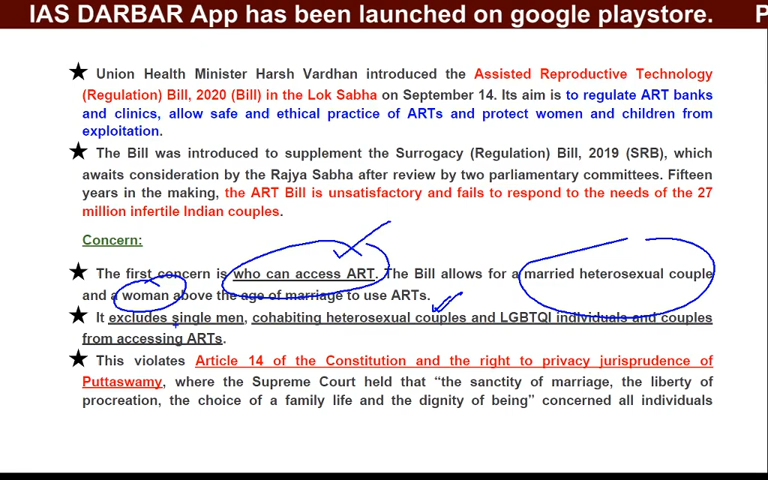 IAS DARBAR App has been launched on google playstore. P
★ Union Health Minister Harsh Vardhan introduced the Assisted Reproductive Technology
(Regulation) Bill, 2020 (Bill) in the Lok Sabha on September 14. Its aim is to regulate ART banks
and clinics, allow safe and ethical practice of ARTs and protect women and children from
exploitation.
★ The Bill was introduced to supplement the Surrogacy (Regulation) Bill, 2019 (SRB), which
awaits consideration by the Rajya Sabha after review by two parliamentary committees. Fifteen
years in the making, the ART Bill is unsatisfactory and fails to respond to the needs of the 27
million infertile Indian couples.
Concern:
★ The first concern is who can access ART. The Bill allows for a married heterosexual couple
and a woman above the age of marriage to use ARTs.
★ It excludes single men, cohabiting heterosexual couples and LGBTQI individuals and couples
from accessing ARTs.
★ This violates Article 14 of the Constitution and the right to privacy jurisprudence of
Puttaswamy, where the Supreme Court held that “the sanctity of marriage, the liberty of
procreation, the choice of a family life and the dignity of being” concerned all individuals